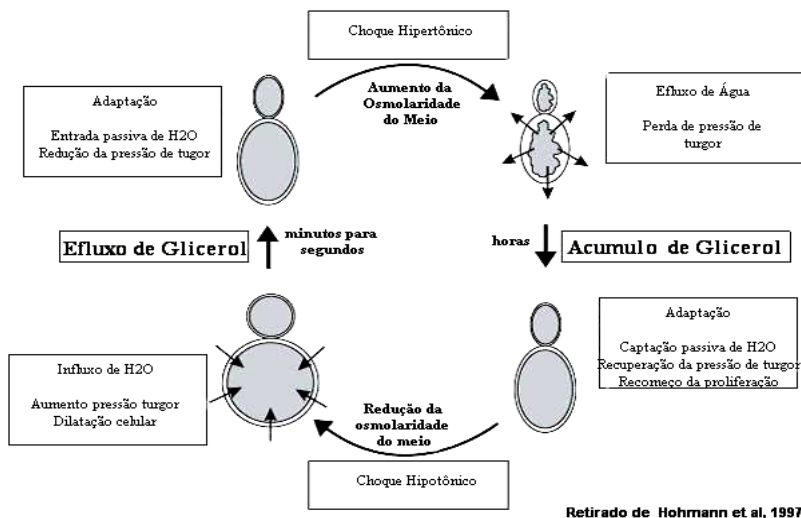 Choque Hipertônico
Aumento da
Osmolaridade
do Meio
Adaptação
Entrada passiva de H2O
Redução da pressão de tugor
Efluxo de Água
Perda de pressão de
turgor
Efluxo de Glicerol
minutos para
segundos
horas
Acumulo de Glicerol
Influxo de H2O
Aumento pressão turgor
Dilatação celular
Adaptação
Captação passiva de H2O
Recuperação da pressão de turgor
Recomeço da proliferação
Redução da
osmolaridade
do meio
Choque Hipotônico
Retirado de Hohmann et al, 1997